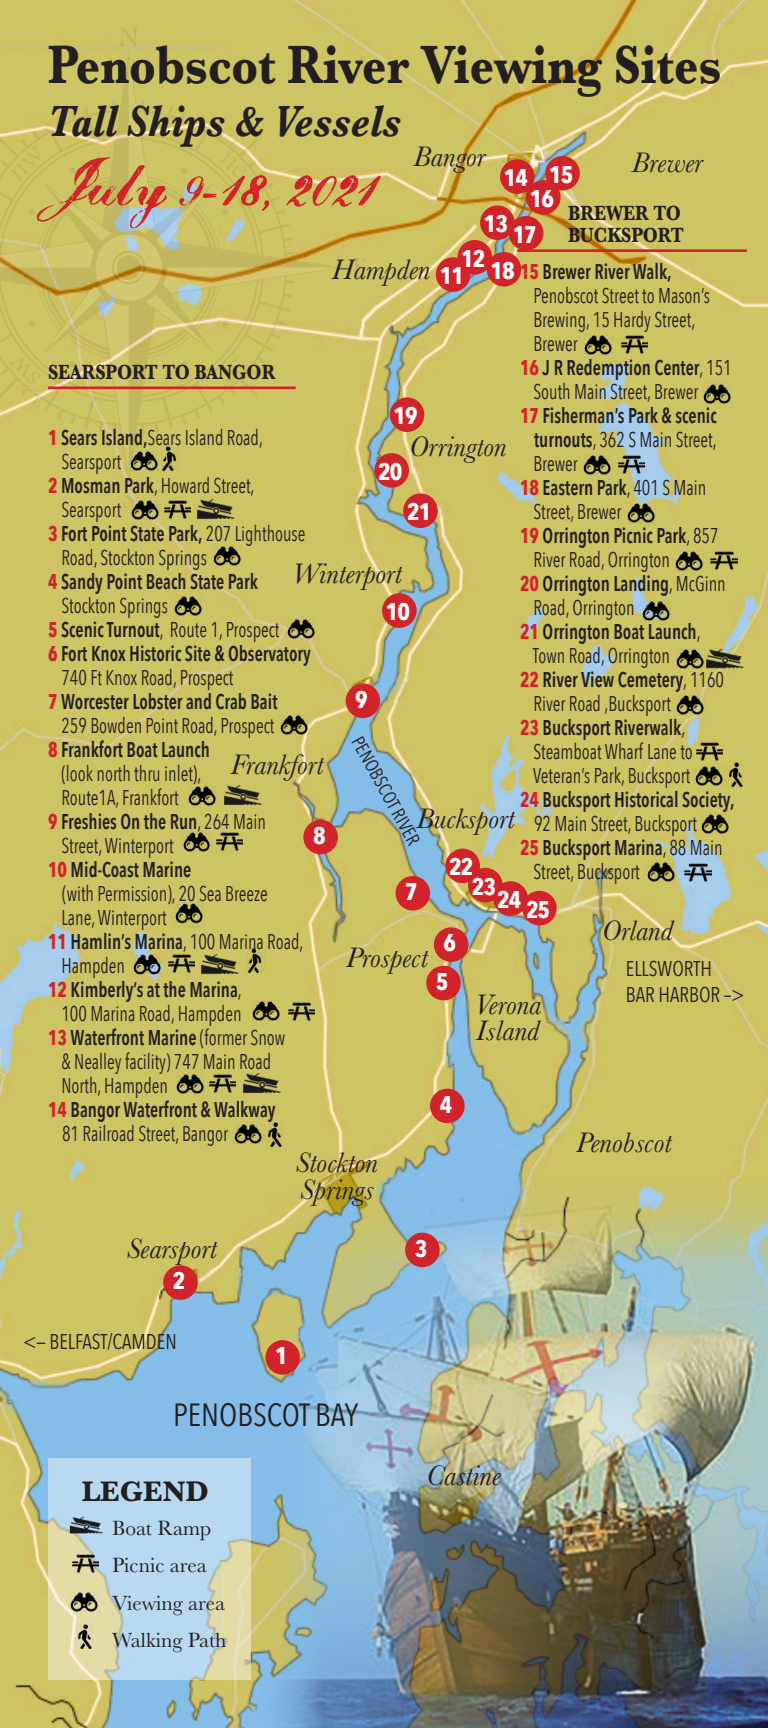 Penobscot River Viewing Sites
Tall Ships & Vessels
July 9-18, 2021
N
Bangor
Brewer
14
15
16
13
17
BREWER TO
BUCKSPORT
Hampden
12
11
18
15 Brewer River Walk,
Penobscot Street to Mason's
Brewing, 15 Hardy Street,
Brewer
16 J R Redemption Center, 151
South Main Street, Brewer
17 Fisherman's Park & scenic
turnouts, 362 S Main Street,
Brewer
18 Eastern Park, 401 S Main
Street, Brewer
19 Orrington Picnic Park, 857
River Road, Orrington
20 Orrington Landing, McGinn
Road, Orrington
21 Orrington Boat Launch,
Town Road, Orrington
22 River View Cemetery, 1160
River Road ,Bucksport
23 Bucksport Riverwalk,
Steamboat Wharf Lane to
Veteran's Park, Bucksport
24 Bucksport Historical Society,
92 Main Street, Bucksport
25 Bucksport Marina, 88 Main
Street, Bucksport
SEARSPORT TO BANGOR
1 Sears Island,Sears Island Road,
Searsport
2 Mosman Park, Howard Street,
Searsport
3 Fort Point State Park, 207 Lighthouse
Road, Stockton Springs
4 Sandy Point Beach State Park
Stockton Springs
5 Scenic Turnout, Route 1, Prospect
6 Fort Knox Historic Site & Observatory
740 Ft Knox Road, Prospect
7 Worcester Lobster and Crab Bait
259 Bowden Point Road, Prospect
8 Frankfort Boat Launch
(look north thru inlet),
Route1A, Frankfort
9 Freshies On the Run, 264 Main
Street, Winterport
10 Mid-Coast Marine
(with Permission), 20 Sea Breeze
Lane, Winterport
11 Hamlin's Marina, 100 Marina Road,
Hampden
12 Kimberly's at the Marina,
100 Marina Road, Hampden
13 Waterfront Marine (former Snow
& Nealley facility) 747 Main Road
North, Hampden
14 Bangor Waterfront & Walkway
81 Railroad Street, Bangor
19
Orrington
20
21
Winterport
10
9
PENOBSCOT RIVER
Frankfort
8
Bucksport
22
23
24
25
7
6
Prospect
5
Orland
ELLSWORTH
BAR HARBOR –>
Verona
Island
4
Penobscot
Stockton
Springs
Searsport
3
2
<– BELFAST/CAMDEN
1
PENOBSCOT BAY
Castine
LEGEND
Boat Ramp
Picnic area
Viewing area
Walking Path